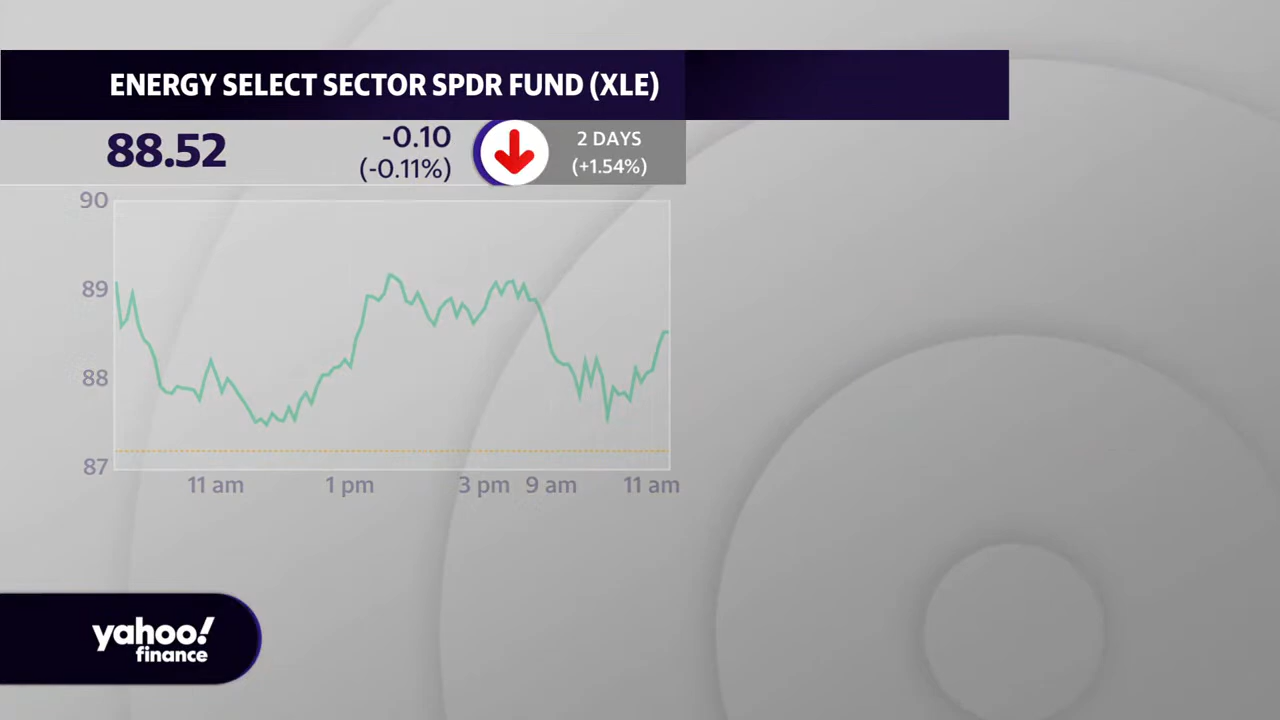 ENERGY SELECT SECTOR SPDR FUND (XLE)
88.52
-0.10
(-0.11%)
2 DAYS
(+1.54%)
90
89
88
87
11 am 1 pm 3 pm 9 am 11 am
yahoo!
finance